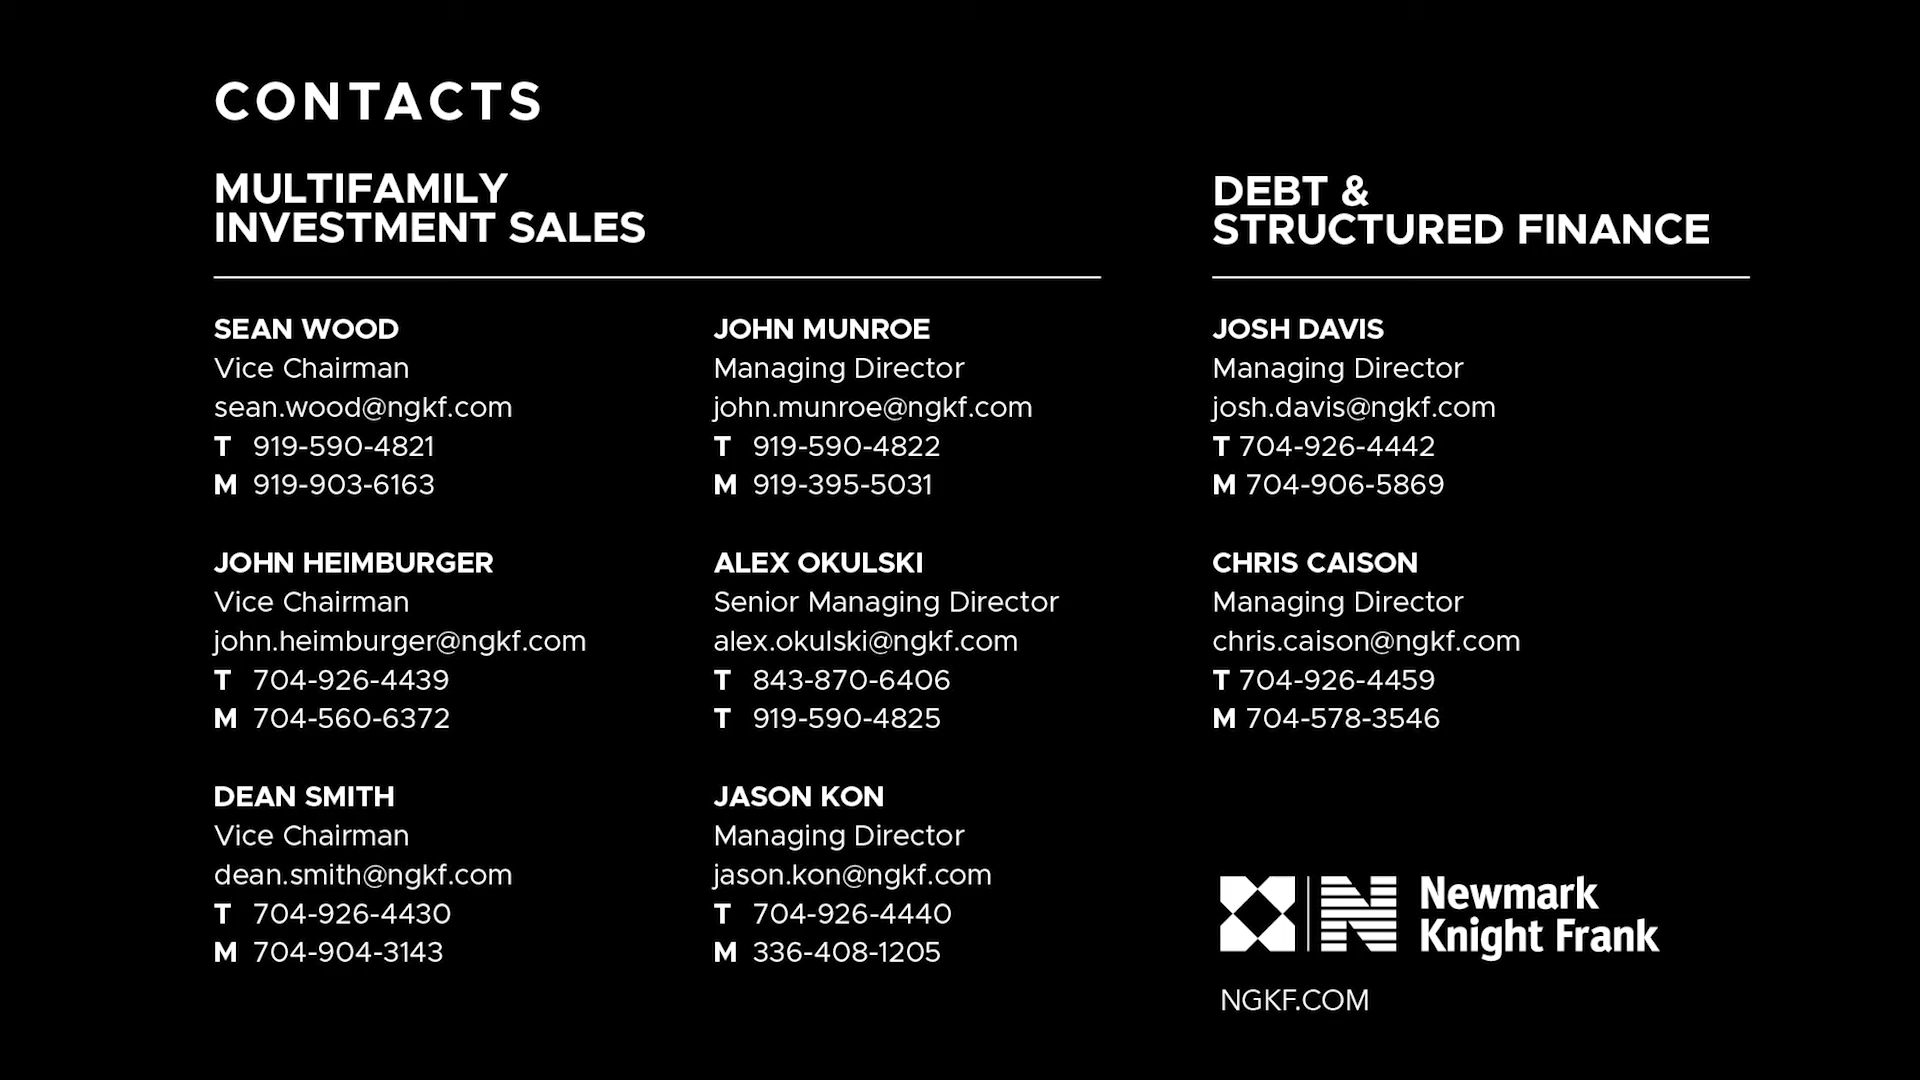 CONTACTS
MULTIFAMILY
INVESTMENT SALES
SEAN WOOD
Vice Chairman
sean.wood@ngkf.com
T 919-590-4821
M 919-903-6163
JOHN HEIMBURGER
Vice Chairman
john.heimburger@ngkf.com
T 704-926-4439
M 704-560-6372
DEAN SMITH
Vice Chairman
dean.smith@ngkf.com
T 704-926-4430
M 704-904-3143
JOHN MUNROE
Managing Director
john.munroe@ngkf.com
T 919-590-4822
M 919-395-5031
ALEX OKULSKI
Senior Managing Director
alex.okulski@ngkf.com
T 843-870-6406
T 919-590-4825
JASON KON
Managing Director
jason.kon@ngkf.com
T 704-926-4440
M 336-408-1205
DEBT &
STRUCTURED FINANCE
JOSH DAVIS
Managing Director
josh.davis@ngkf.com
T 704-926-4442
M 704-906-5869
CHRIS CAISON
Managing Director
chris.caison@ngkf.com
T 704-926-4459
M 704-578-3546
N Newmark
Knight Frank
NGKF.COM